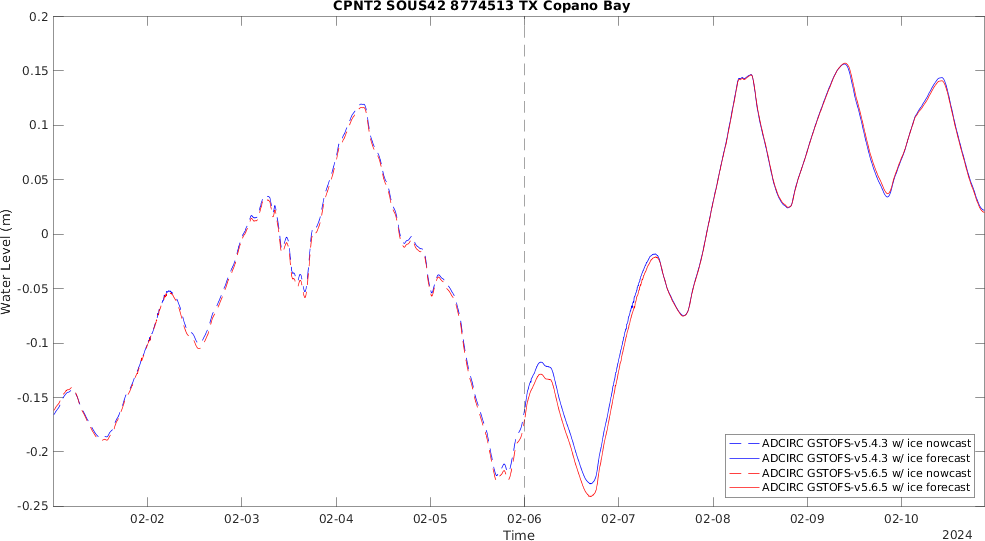 CPNT2 SOUS42 8774513 TX Copano Bay
0.2
0.15
0.1
0.05
0
-0.05
-0.1
-0.15
-0.2
-0.25
Water Level (m)
ADCIRC GSTOFS-v5.4.3 w/ ice nowcast
ADCIRC GSTOFS-v5.4.3 w/ ice forecast
ADCIRC GSTOFS-v5.6.5 w/ ice nowcast
ADCIRC GSTOFS-v5.6.5 w/ ice forecast
02-02 02-03 02-04 02-05 02-06 02-07 02-08 02-09 02-10
Time
2024